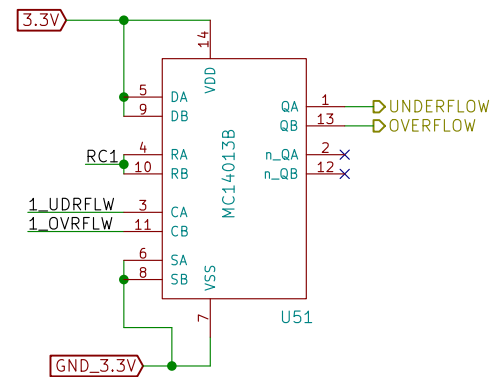 3.3V
14
VDD
5 DA
9 DB
QA 1 UNDERFLOW
QB 13 OVERFLOW
RC1
4 RA
10 RB
n_QA 2
n_QB 12
MC14013B
1_UDRFLW 3 CA
1_OVRFLW 11 CB
6 SA
8 SB
VSS
7
U51
GND_3.3V